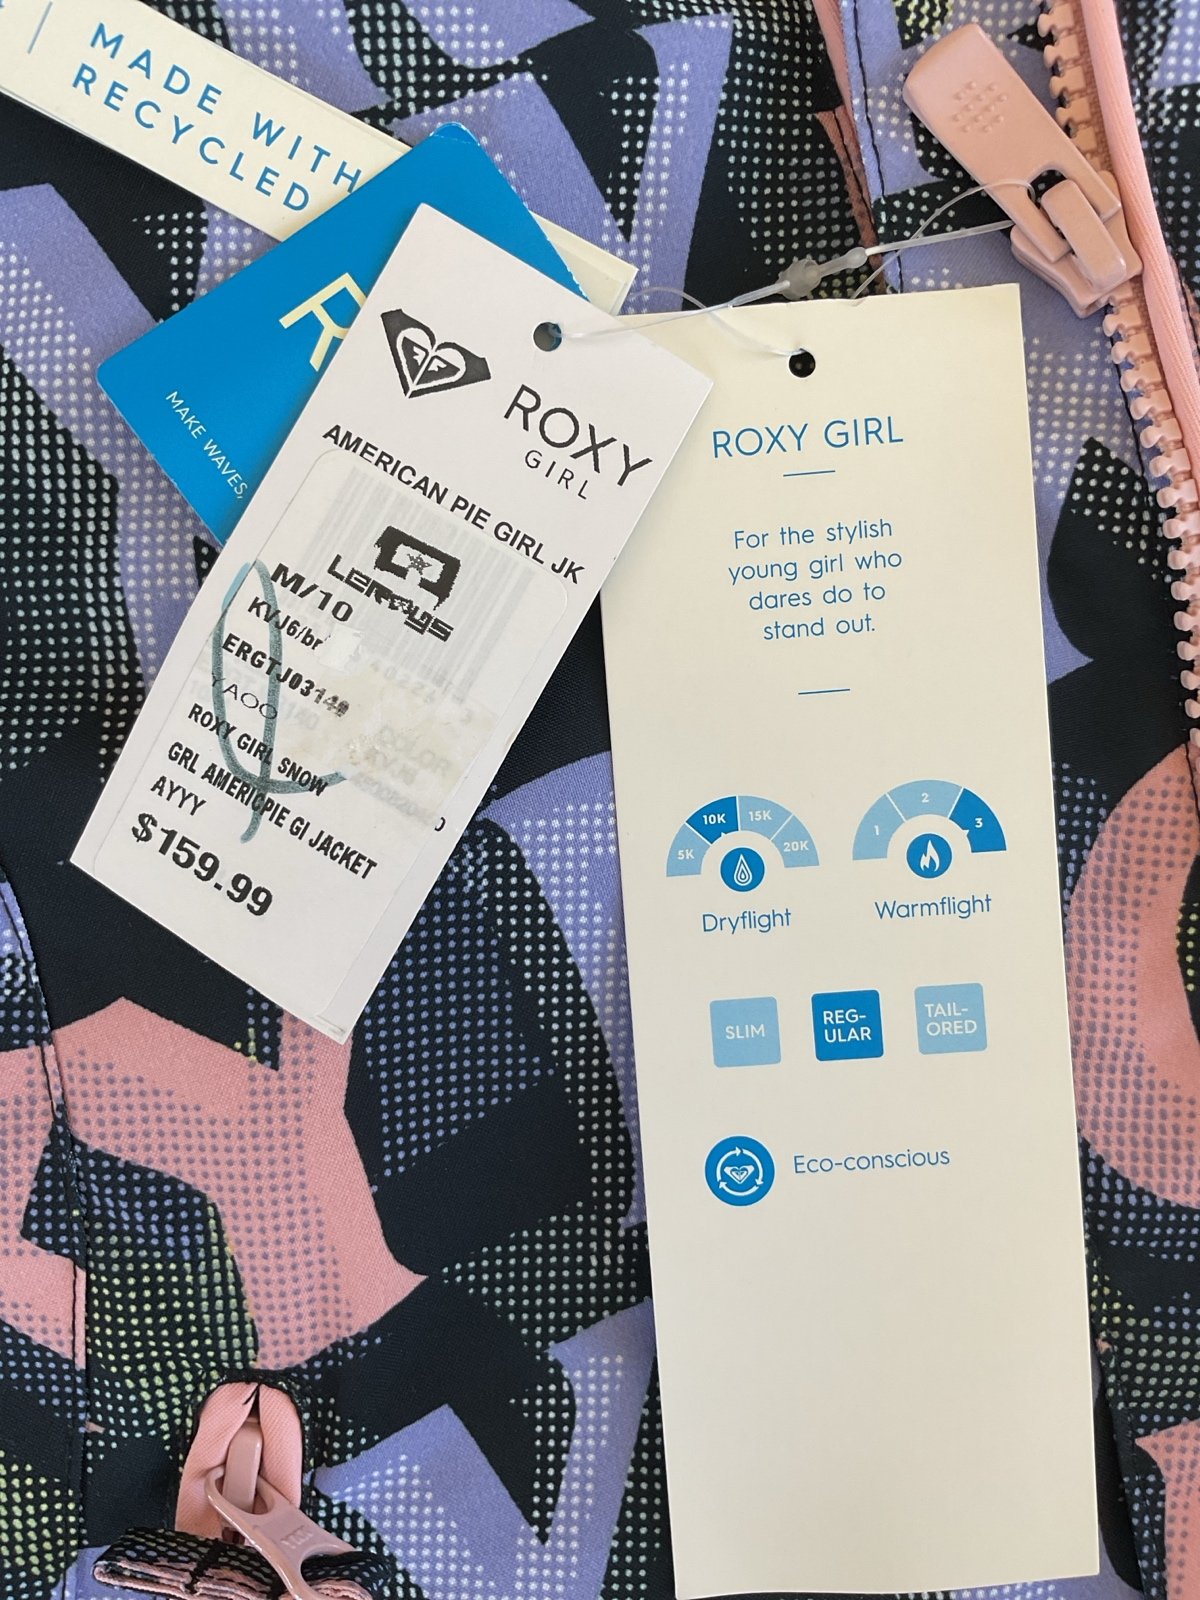 MADE WITH
RECYCLED
R
MAKE WAVES,
ROXY
GIRL
AMERICAN PIE GIRL JK
M/10
KVJ6/br
ERGTJ03140
YAOO
ROXY GIRL SNOW
GRL AMERICPIE GI JACKET
AYYY
$159.99
COLOR
ROXY GIRL
For the stylish
young girl who
dares do to
stand out.
5K 10K 15K 20K
1 2 3
Dryflight
Warmflight
SLIM
REG-
ULAR
TAIL-
ORED
Eco-conscious